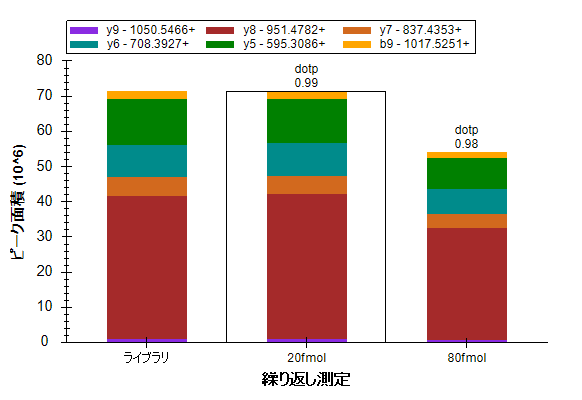 y9 - 1050.5466+ y8 - 951.4782+ y7 - 837.4353+
y6 - 708.3927+ y5 - 595.3086+ b9 - 1017.5251+
80
70
60
50
40
30
20
10
0
ピーク面積 (10^6)
dotp
0.99
dotp
0.98
ライブラリ 20fmol 80fmol
繰り返し測定